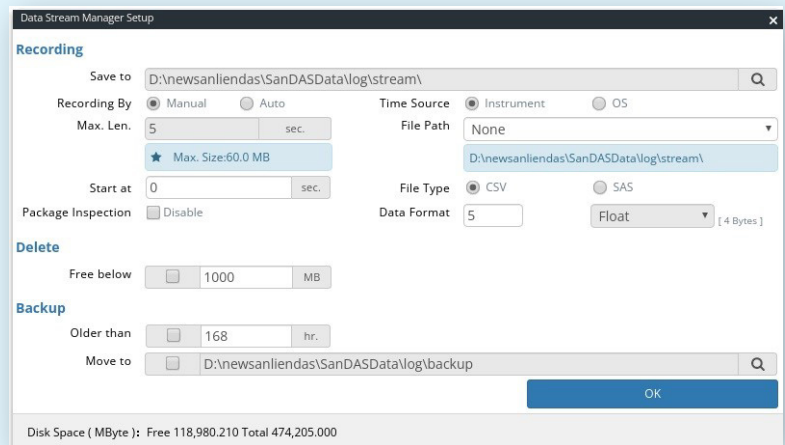 Data Stream Manager Setup x
Recording
Save to D:\newsanliendas\SanDASData\log\stream\
Recording By Manual Auto Time Source Instrument OS
Max. Len. 5 sec. File Path None
★ Max. Size:60.0 MB D:\newsanliendas\SanDASData\log\stream\
Start at 0 sec. File Type CSV SAS
Package Inspection Disable Data Format 5 Float [ 4 Bytes ]
Delete
Free below 1000 MB
Backup
Older than 168 hr.
Move to D:\newsanliendas\SanDASData\log\backup
OK
Disk Space ( MByte ): Free 118,980.210 Total 474,205.000